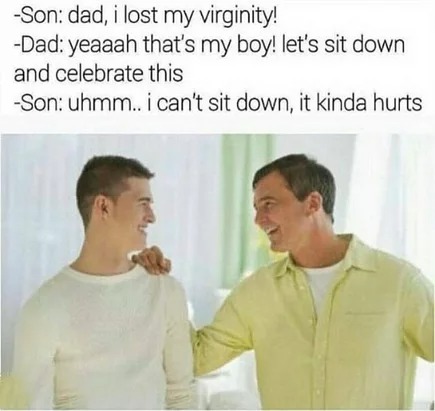 -Son: dad, i lost my virginity!
-Dad: yeaaah that's my boy! let's sit down
and celebrate this
-Son: uhmm.. i can't sit down, it kinda hurts